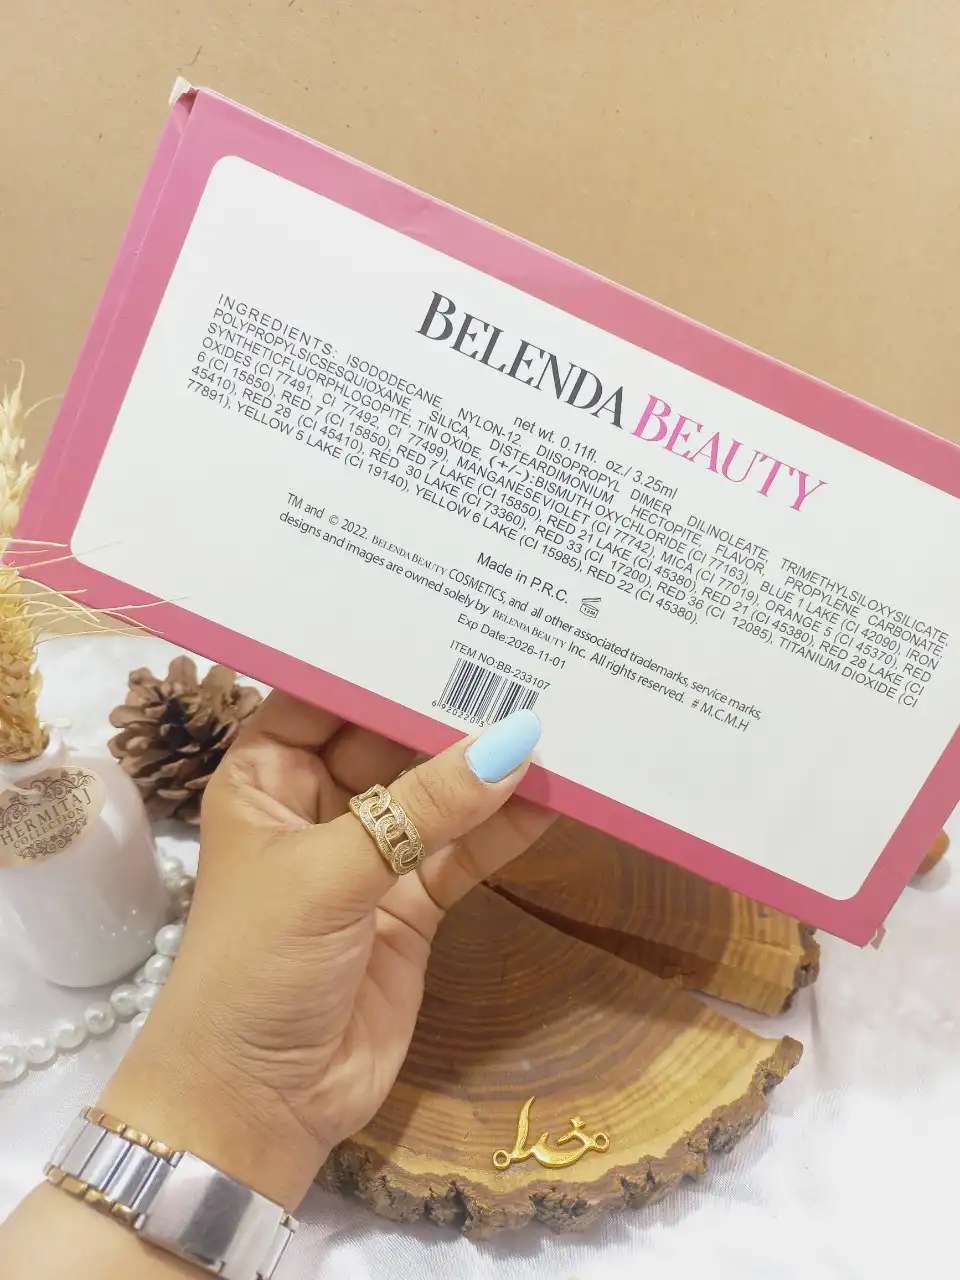 BELENDA BEAUTY
net wt. 0.11fl. oz./ 3.25ml
INGREDIENTS: ISODODECANE, NYLON-12, DIISOPROPYL DIMER DILINOLEATE TRIMETHYLSILOXYSILICATE
POLYPROPYLSICSESQUIOXANE, SILICA, DISTEARDIMONIUM HECTOPITE, FLAVOR, PROPYLENE CARBONATE,
SYNTHETICFLUORPHLOGOPITE, TIN OXIDE, (+/-):BISMUTH OXYCHLORIDE (CI 77163), BLUE 1 LAKE (CI 42090), IRON
OXIDES (CI 77491, CI 77492, CI 77499), MANGANESEVIOLET (CI 77742), MICA (CI 77019), ORANGE 5 (CI 45370), RED
6 (CI 15850), RED 7 (CI 15850), RED 7 LAKE (CI 15850), RED 21 LAKE (CI 45380), RED 21 (CI 45380), RED 28 LAKE (CI
45410), RED 28 (CI 45410), RED 30 LAKE (CI 73360), RED 33 (CI 17200), RED 36 (CI 12085), TITANIUM DIOXIDE (CI
77891), YELLOW 5 LAKE (CI 19140), YELLOW 6 LAKE (CI 15985), RED 22 (CI 45380).
Made in P.R.C.
TM and © 2022, BELENDA BEAUTY COSMETICS, and all other associated trademarks, service marks,
designs and images are owned solely by BELENDA BEAUTY Inc. All rights reserved. # M.C.M.H
Exp Date:2026-11-01
ITEM NO:BB-233107
HERMITAJ
COLLECTION